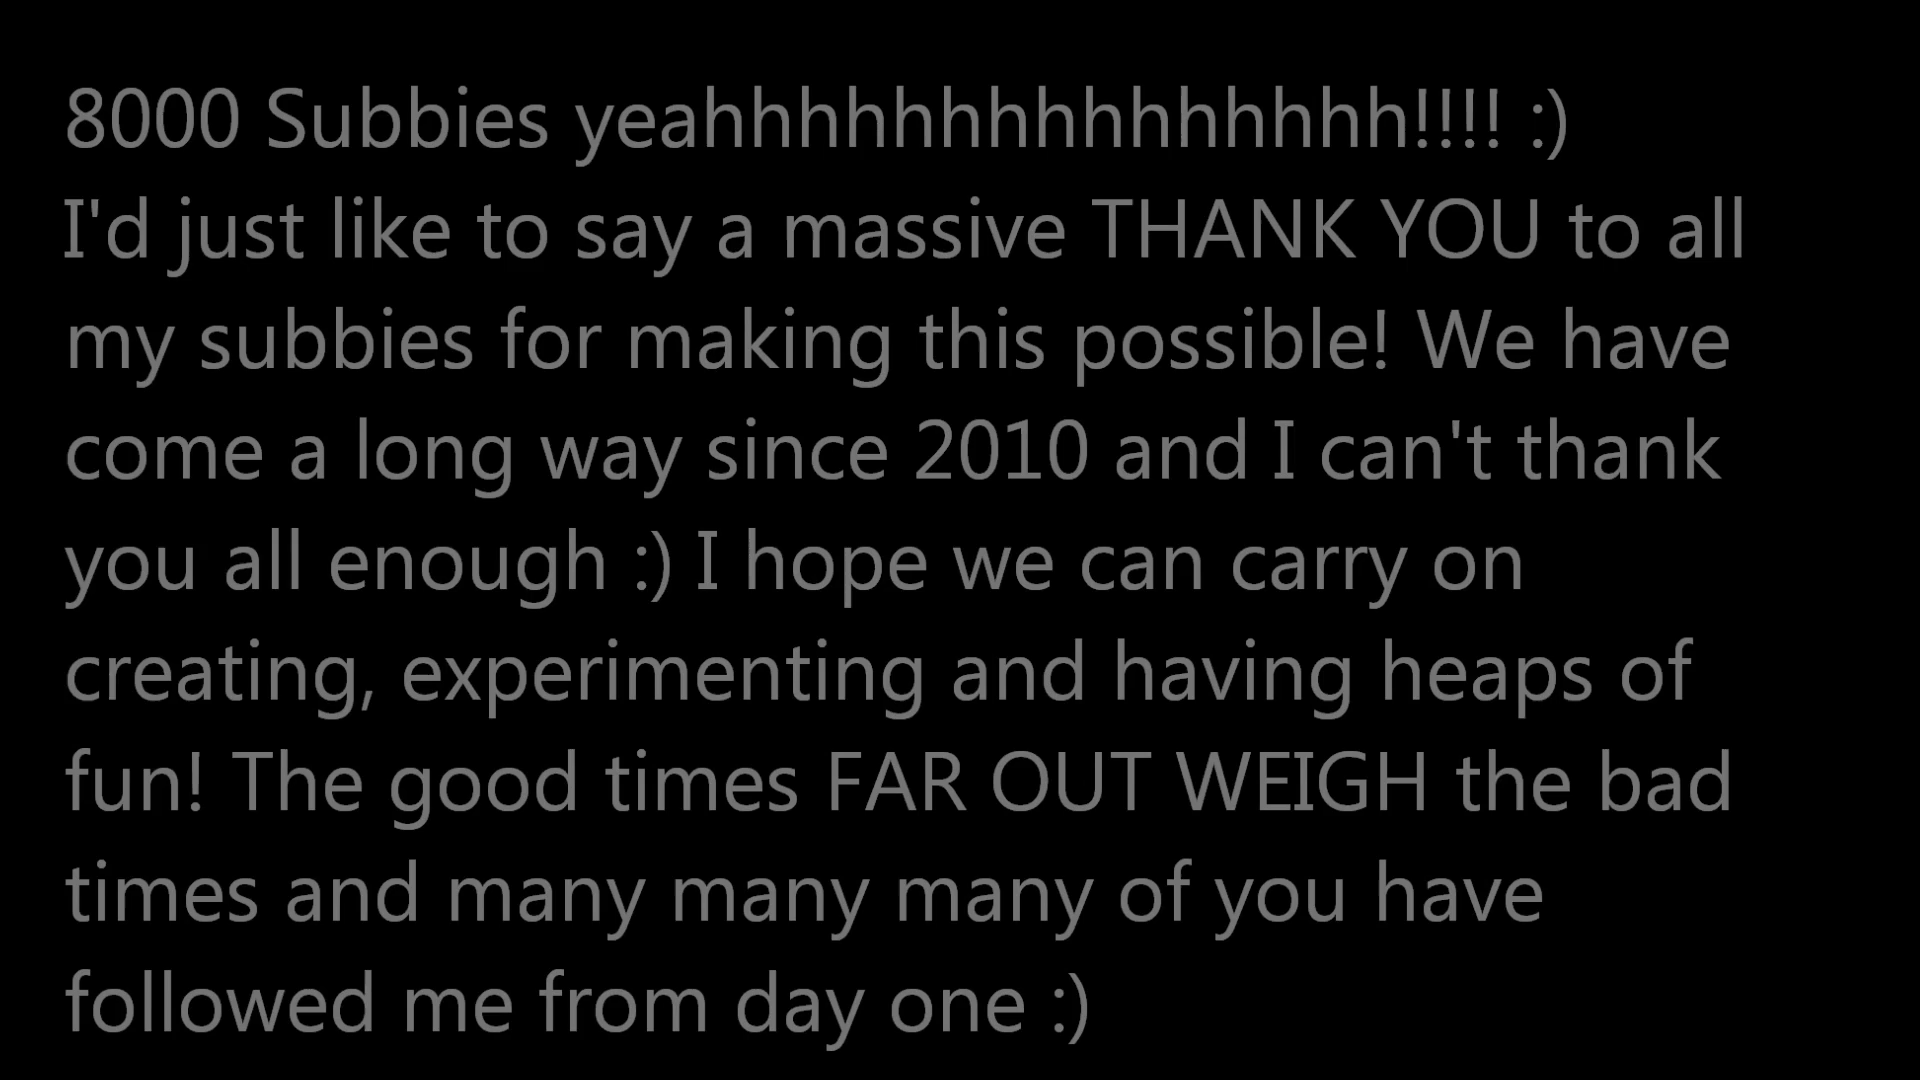 8000 Subbies yeahhhhhhhhhhhhhhh!!!! :)
I'd just like to say a massive THANK YOU to all
my subbies for making this possible! We have
come a long way since 2010 and I can't thank
you all enough :) I hope we can carry on
creating, experimenting and having heaps of
fun! The good times FAR OUT WEIGH the bad
times and many many many of you have
followed me from day one :)